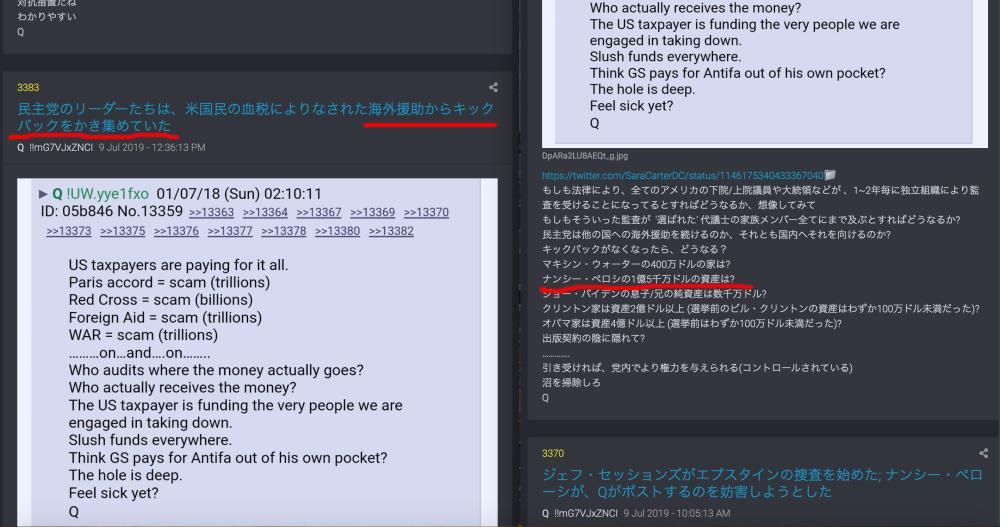 対抗措置だね
わかりやすい
Q
3383
民主党のリーダーたちは、米国民の血税によりなされた海外援助からキック
バックをかき集めていた
Q !!mG7VJxZNCI 9 Jul 2019 - 12:36:13 PM
▶ Q !UW.yye1fxo 01/07/18 (Sun) 02:10:11
ID: 05b846 No.13359 >>13363 >>13364 >>13367 >>13369 >>13370
>>13373 >>13375 >>13376 >>13377 >>13378 >>13380 >>13382
US taxpayers are paying for it all.
Paris accord = scam (trillions)
Red Cross = scam (billions)
Foreign Aid = scam (trillions)
WAR = scam (trillions)
………on…and….on……..
Who audits where the money actually goes?
Who actually receives the money?
The US taxpayer is funding the very people we are
engaged in taking down.
Slush funds everywhere.
Think GS pays for Antifa out of his own pocket?
The hole is deep.
Feel sick yet?
Q
Who actually receives the money?
The US taxpayer is funding the very people we are
engaged in taking down.
Slush funds everywhere.
Think GS pays for Antifa out of his own pocket?
The hole is deep.
Feel sick yet?
Q
DpARa2LU8AEQt_g.jpg
https://twitter.com/SaraCarterDC/status/1146175340433367040
もしも法律により、全てのアメリカの下院/上院議員や大統領などが 、1~2年毎に独立組織により監
査を受けることになってるとすればどうなるか、想像してみて
もしもそういった監査が '選ばれた' 代議士の家族メンバー全てにまで及ぶとすればどうなるか?
民主党は他の国への海外援助を続けるのか、それとも国内へそれを向けるのか?
キックバックがなくなったら、どうなる？
マキシン・ウォーターの400万ドルの家は?
ナンシー・ペロシの1億5千万ドルの資産は?
ジョー・バイデンの息子/兄の純資産は数千万ドル?
クリントン家は資産2億ドル以上 (選挙前のビル・クリントンの資産はわずか100万ドル未満だった)?
オバマ家は資産4億ドル以上 (選挙前はわずか100万ドル未満だった)?
出版契約の陰に隠れて?
………….
引き受ければ、党内でより権力を与えられる(コントロールされている)
沼を掃除しろ
Q
3370
ジェフ・セッションズがエプスタインの捜査を始めた; ナンシー・ペロ
ーシが、Qがポストするのを妨害しようとした
Q !!mG7VJxZNCI 9 Jul 2019 - 10:05:13 AM